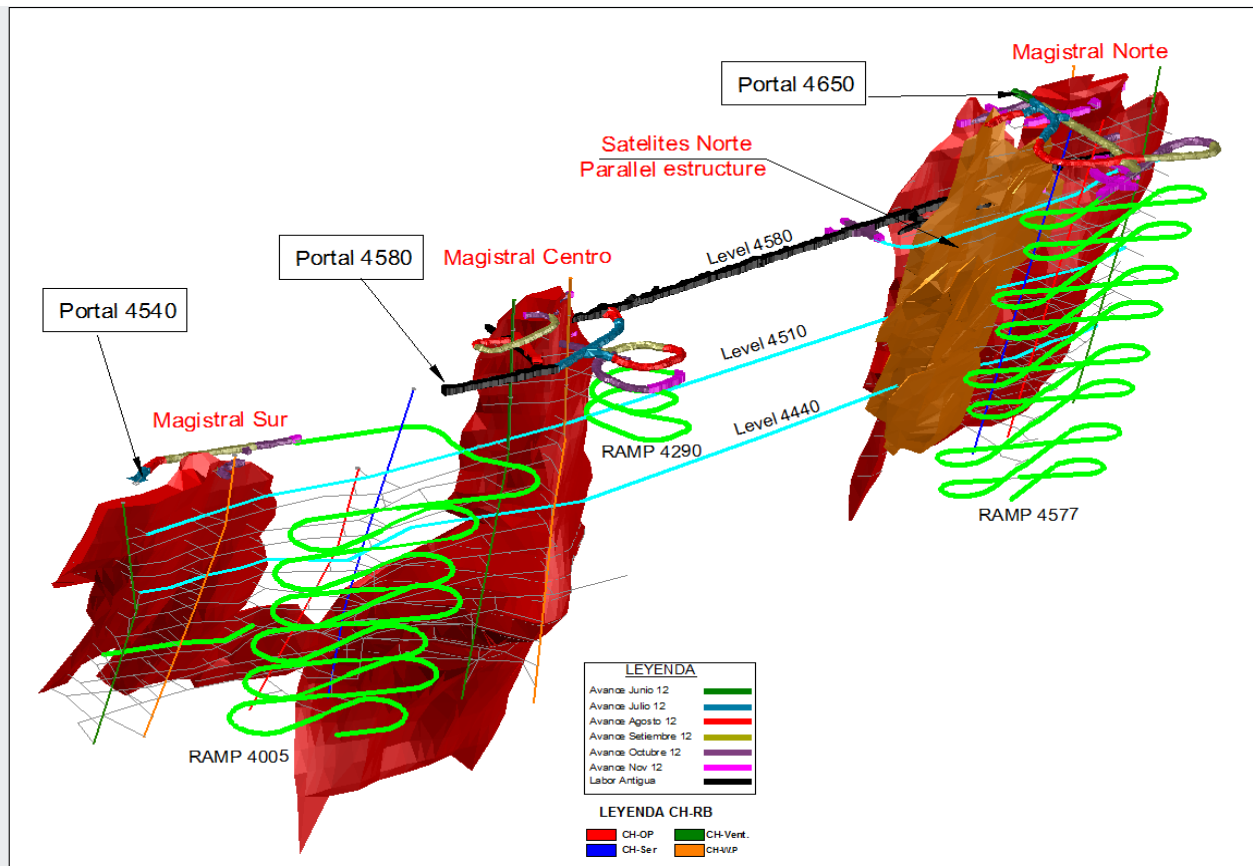 Magistral Norte
Portal 4650
Satelites Norte
Parallel estructure
Level 4580
Portal 4580
Magistral Centro
Portal 4540
Level 4510
Magistral Sur
Level 4440
RAMP 4290
RAMP 4577
RAMP 4005
LEYENDA
Avance Junio 12
Avance Julio 12
Avance Agosto 12
Avance Setiembre 12
Avance Octubre 12
Avance Nov 12
Labor Antigua
LEYENDA CH-RB
CH-OP CH-Vent.
CH-Ser CH-W.P